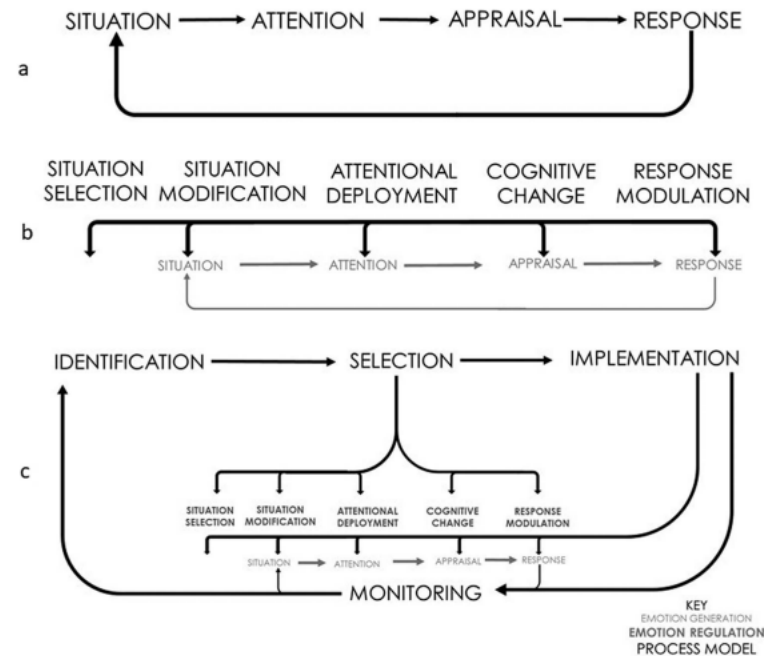 SITUATION ATTENTION APPRAISAL RESPONSE
a
SITUATION SELECTION
SITUATION MODIFICATION
ATTENTIONAL DEPLOYMENT
COGNITIVE CHANGE
RESPONSE MODULATION
b
SITUATION ATTENTION APPRAISAL RESPONSE
IDENTIFICATION SELECTION IMPLEMENTATION
c
SITUATION SELECTION
SITUATION MODIFICATION
ATTENTIONAL DEPLOYMENT
COGNITIVE CHANGE
RESPONSE MODULATION
SITUATION ATTENTION APPRAISAL RESPONSE
MONITORING
KEY
EMOTION GENERATION
EMOTION REGULATION
PROCESS MODEL